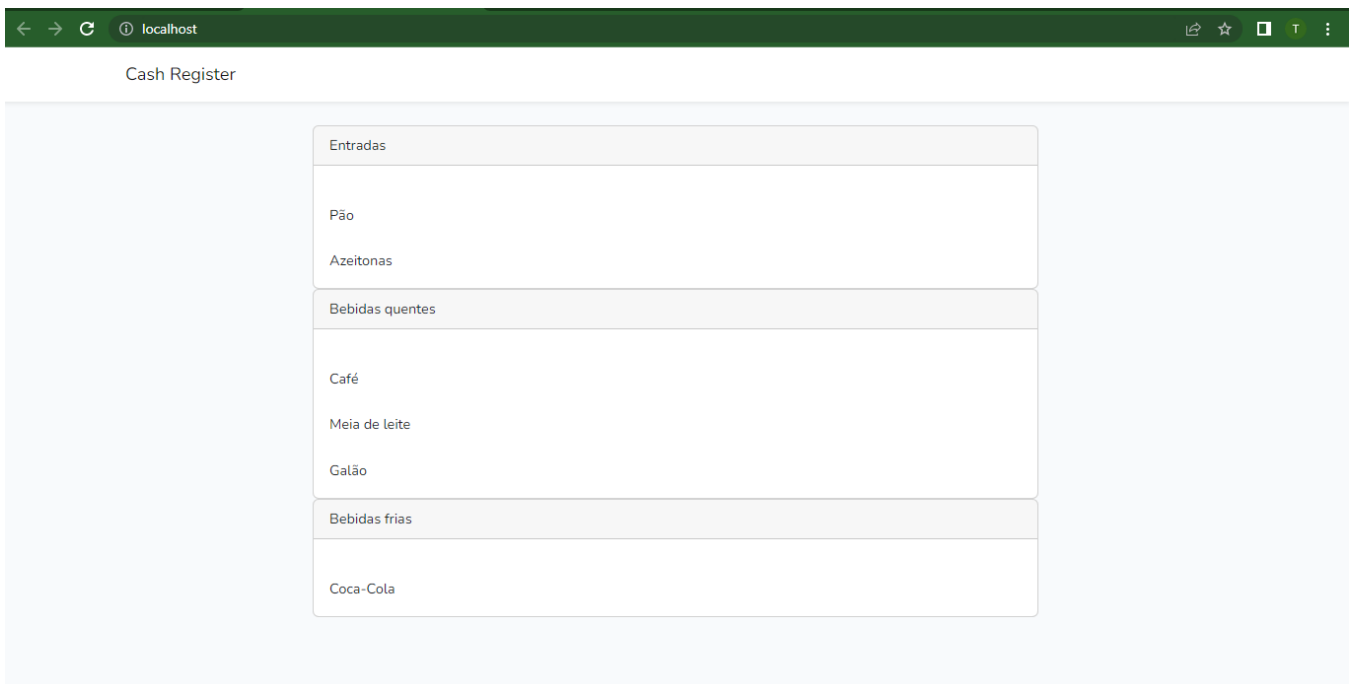 localhost
T
Cash Register
Entradas
Pão
Azeitonas
Bebidas quentes
Café
Meia de leite
Galão
Bebidas frias
Coca-Cola